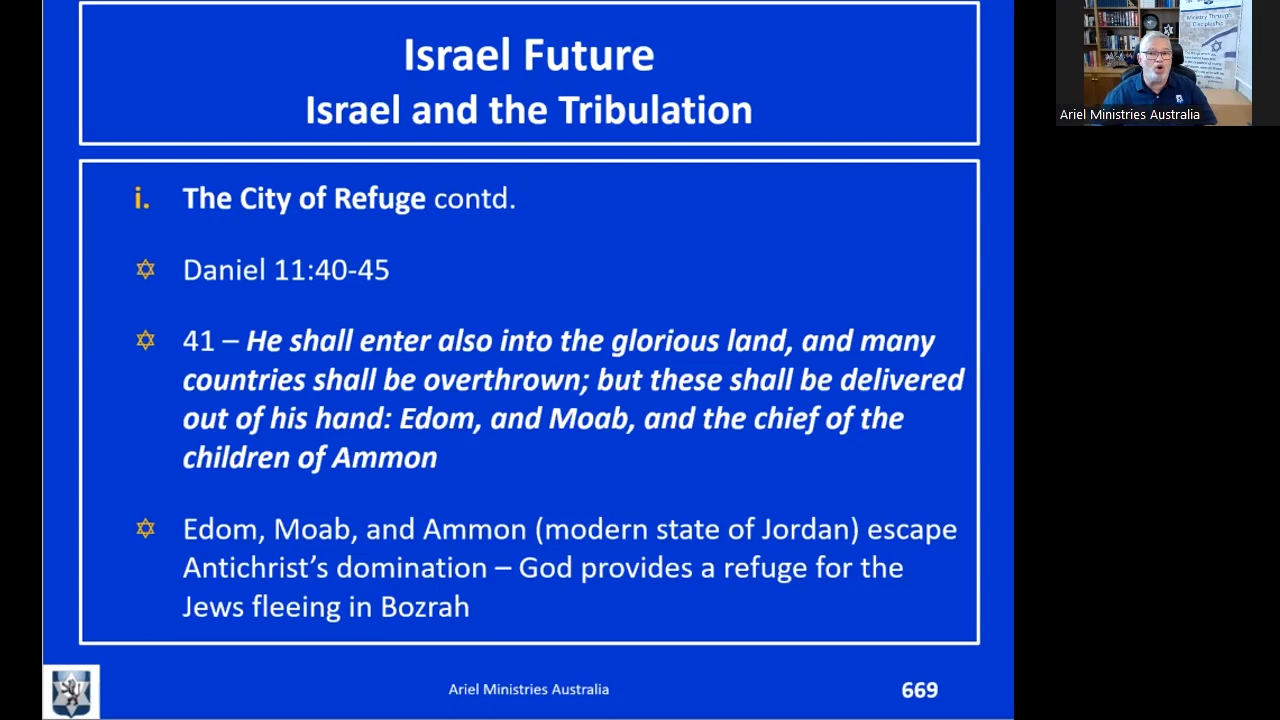 Israel Future
Israel and the Tribulation
i. The City of Refuge contd.
Daniel 11:40-45
41 – He shall enter also into the glorious land, and many
countries shall be overthrown; but these shall be delivered
out of his hand: Edom, and Moab, and the chief of the
children of Ammon
Edom, Moab, and Ammon (modern state of Jordan) escape
Antichrist’s domination – God provides a refuge for the
Jews fleeing in Bozrah
Ariel Ministries Australia
669
Ministry Through
Discipleship
Ariel Ministries Australia